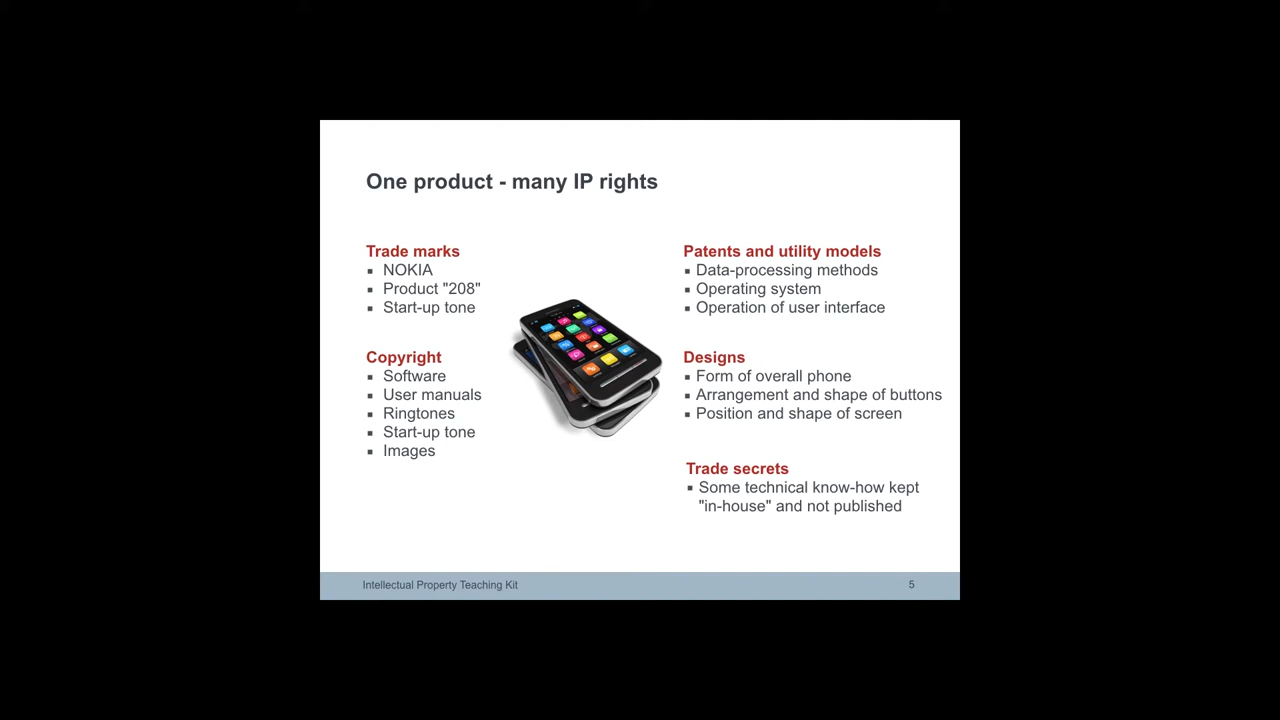 One product - many IP rights
Trade marks
▪ NOKIA
▪ Product "208"
▪ Start-up tone
Copyright
▪ Software
▪ User manuals
▪ Ringtones
▪ Start-up tone
▪ Images
Patents and utility models
▪ Data-processing methods
▪ Operating system
▪ Operation of user interface
Designs
▪ Form of overall phone
▪ Arrangement and shape of buttons
▪ Position and shape of screen
Trade secrets
▪ Some technical know-how kept
"in-house" and not published
Intellectual Property Teaching Kit
5